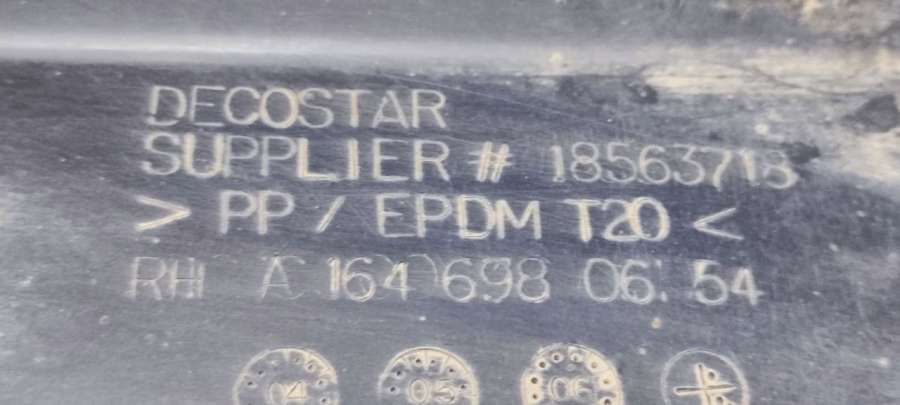 DECOSTAR
SUPPLIER # 18563718
> PP / EPDM T20 <
RH A 164 698 06 54
04 05 06